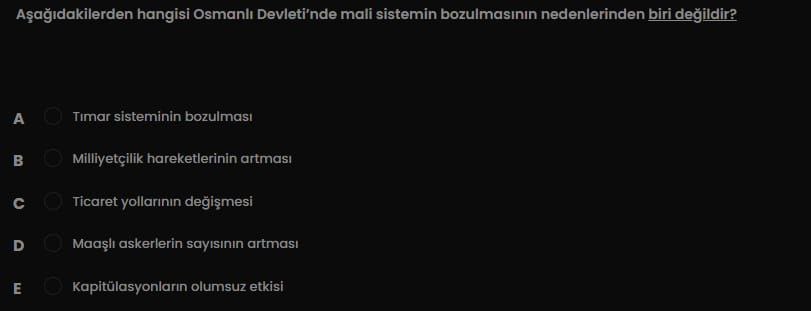 Aşağıdakilerden hangisi Osmanlı Devleti'nde mali sistemin bozulmasının nedenlerinden biri değildir?
A Tımar sisteminin bozulması
B Milliyetçilik hareketlerinin artması
C Ticaret yollarının değişmesi
D Maaşlı askerlerin sayısının artması
E Kapitülasyonların olumsuz etkisi